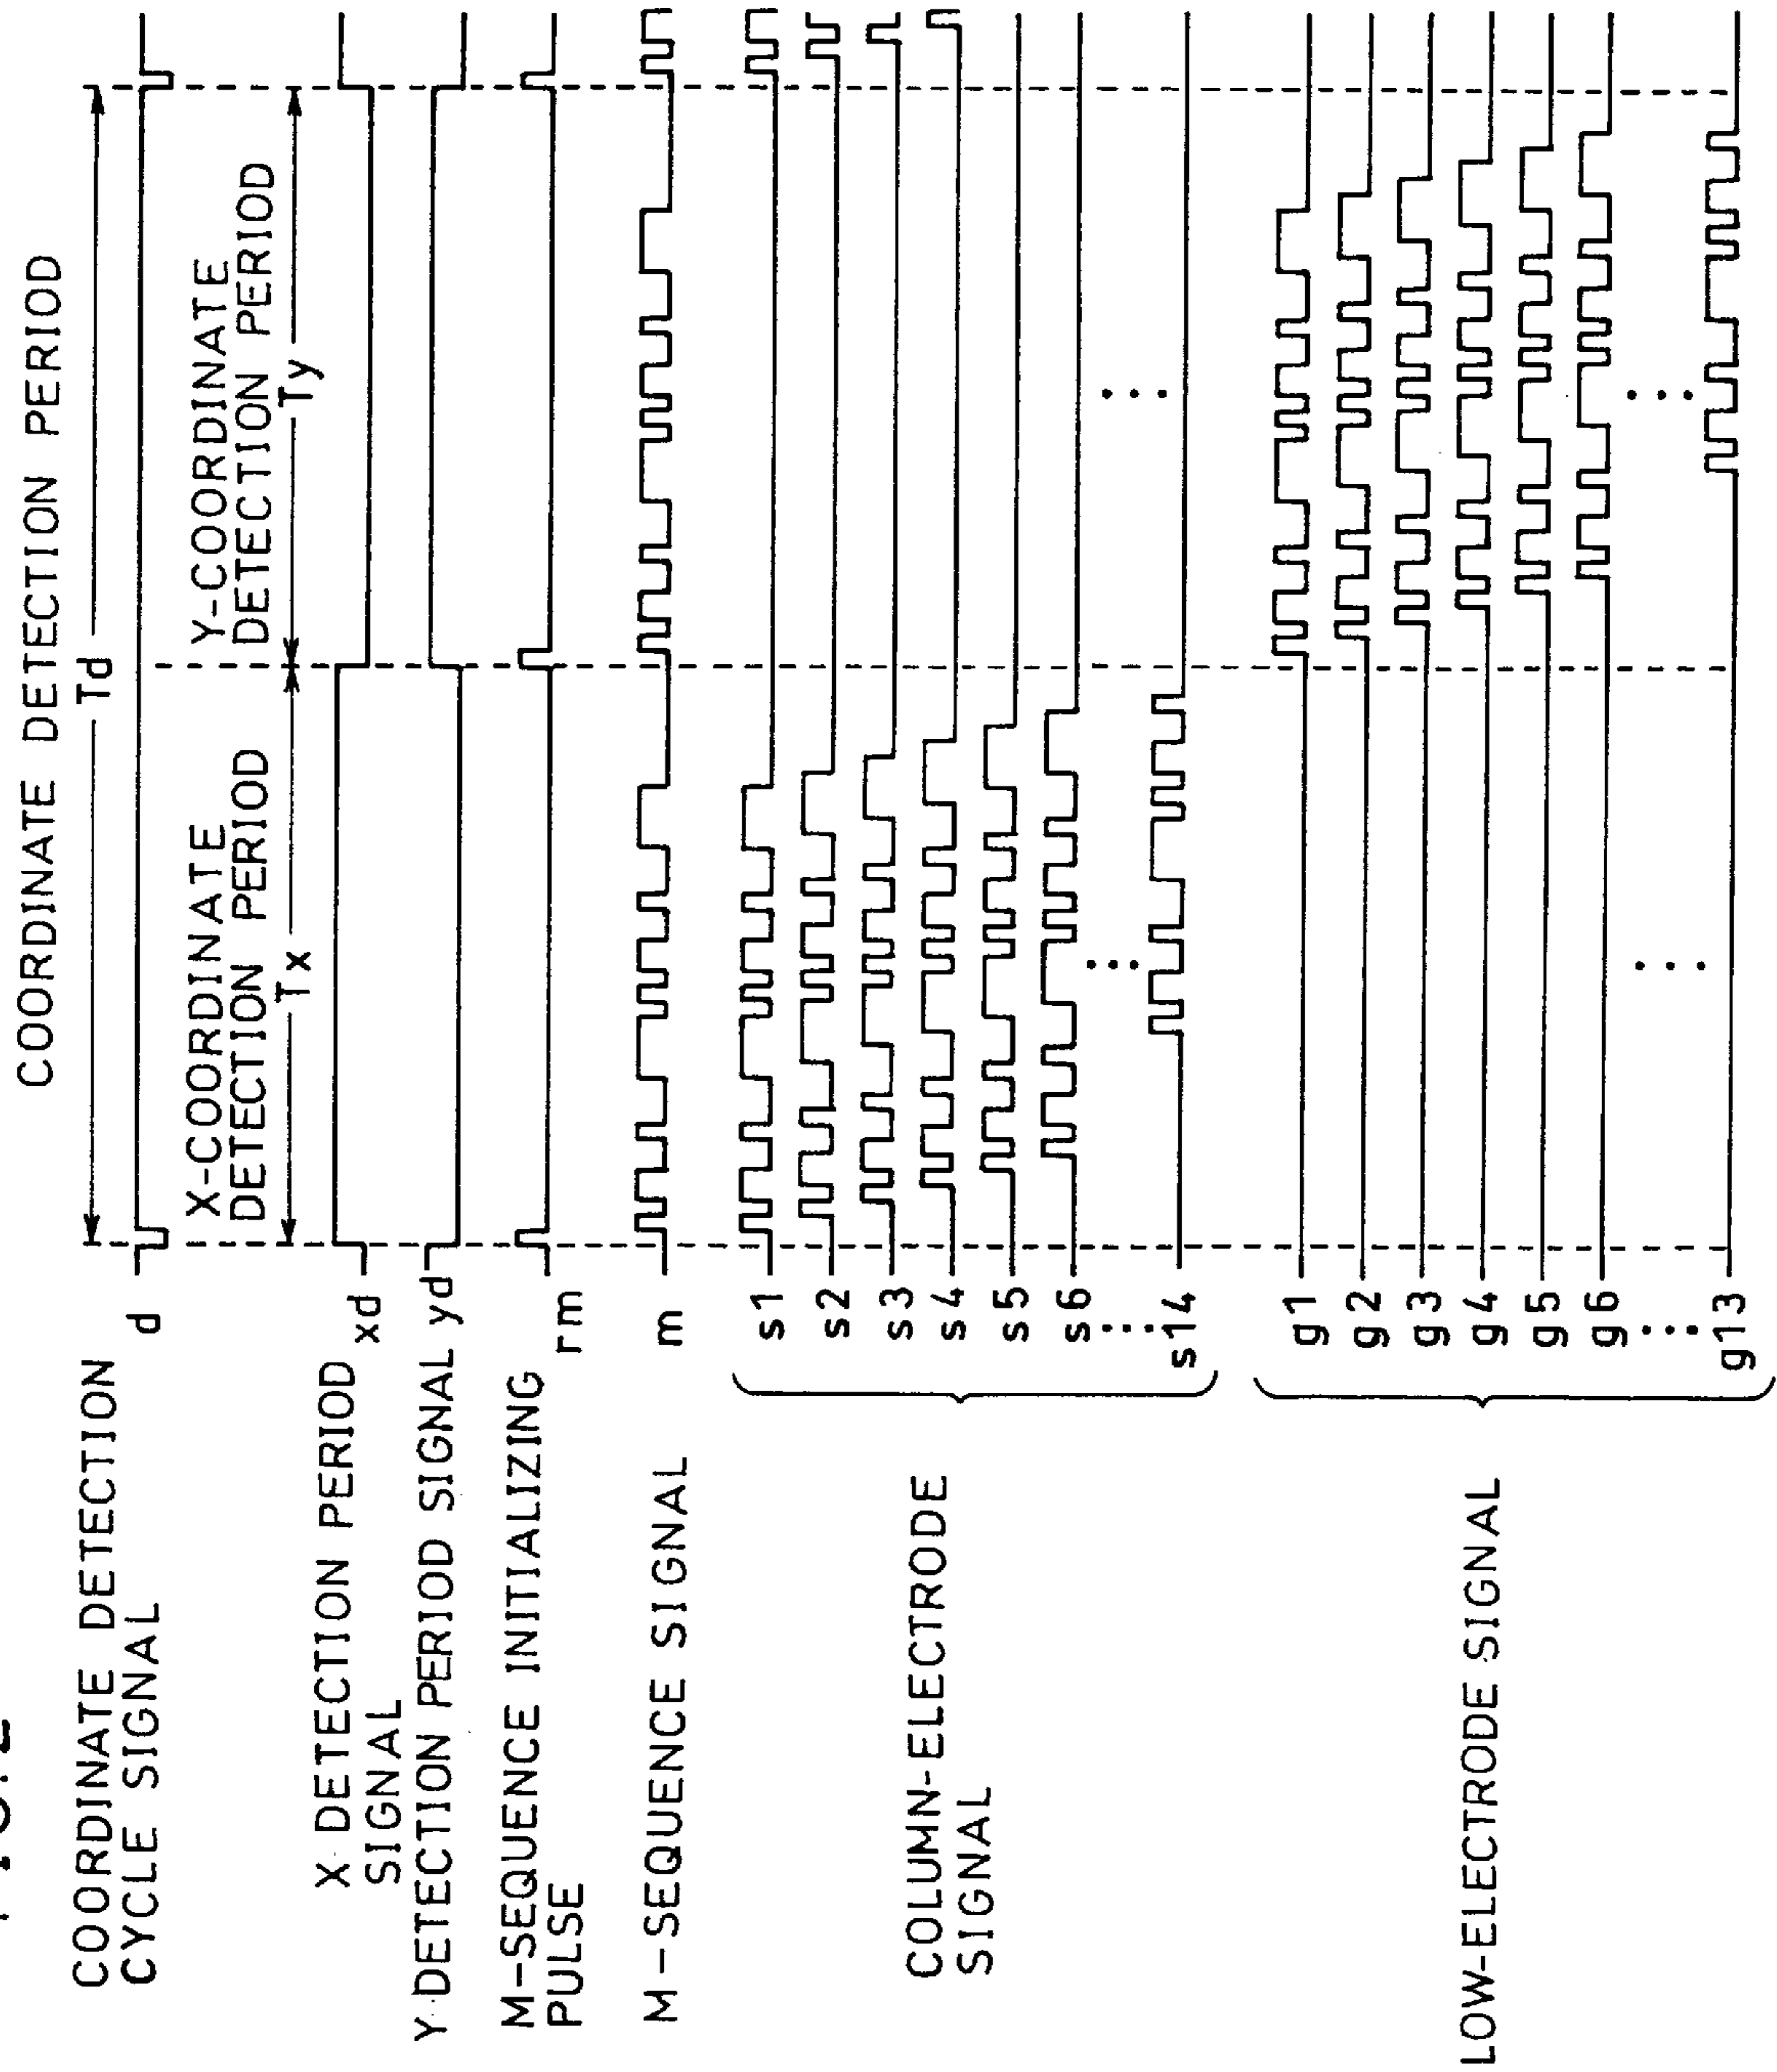 COORDINATE DETECTION PERIOD
Td
COORDINATE DETECTION
CYCLE SIGNAL
d
X-COORDINATE
DETECTION PERIOD
Tx
Y-COORDINATE
DETECTION PERIOD
Ty
X DETECTION PERIOD
SIGNAL
xd
Y DETECTION PERIOD SIGNAL
yd
M-SEQUENCE INITIALIZING
PULSE
rm
M-SEQUENCE SIGNAL
m
COLUMN-ELECTRODE
SIGNAL
s1
s2
s3
s4
s5
s6
s14
LOW-ELECTRODE SIGNAL
g1
g2
g3
g4
g5
g6
g13